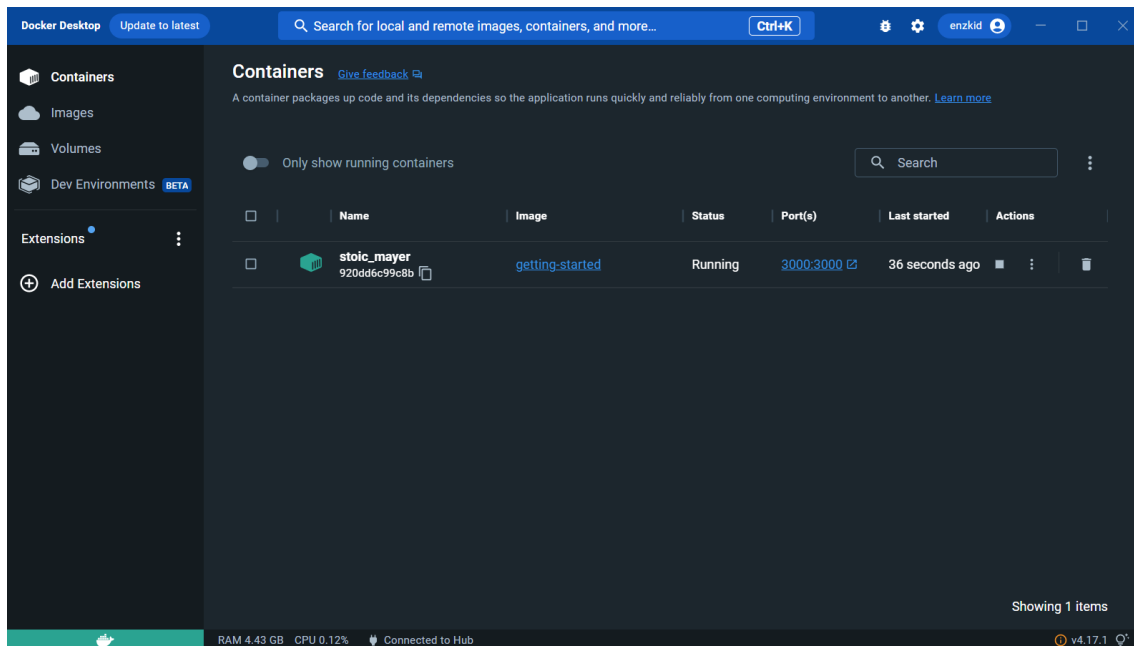 Docker Desktop Update to latest Search for local and remote images, containers, and more... Ctrl+K enzkid
Containers
Images
Volumes
Dev Environments BETA
Extensions
Add Extensions
Containers Give feedback
A container packages up code and its dependencies so the application runs quickly and reliably from one computing environment to another. Learn more
Only show running containers Search
Name Image Status Port(s) Last started Actions
stoic_mayer
920dd6c99c8b
getting-started Running 3000:3000 36 seconds ago
Showing 1 items
RAM 4.43 GB CPU 0.12% Connected to Hub v4.17.1